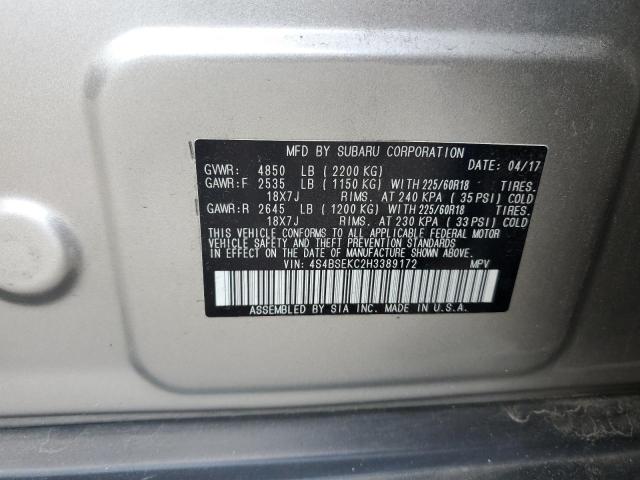 MFD BY SUBARU CORPORATION
DATE: 04/17
GVWR: 4850 LB (2200 KG)
GAWR:F 2535 LB (1150 KG) WITH 225/60R18 TIRES.
18X7J RIMS. AT 240 KPA (35 PSI) COLD
GAWR:R 2645 LB (1200 KG) WITH 225/60R18 TIRES.
18X7J RIMS. AT 230 KPA (33 PSI) COLD
THIS VEHICLE CONFORMS TO ALL APPLICABLE FEDERAL MOTOR
VEHICLE SAFETY AND THEFT PREVENTION STANDARDS IN
EFFECT ON THE DATE OF MANUFACTURE SHOWN ABOVE.
VIN: 4S4BSEKC2H3389172 MPV
ASSEMBLED BY SIA INC. MADE IN U.S.A.